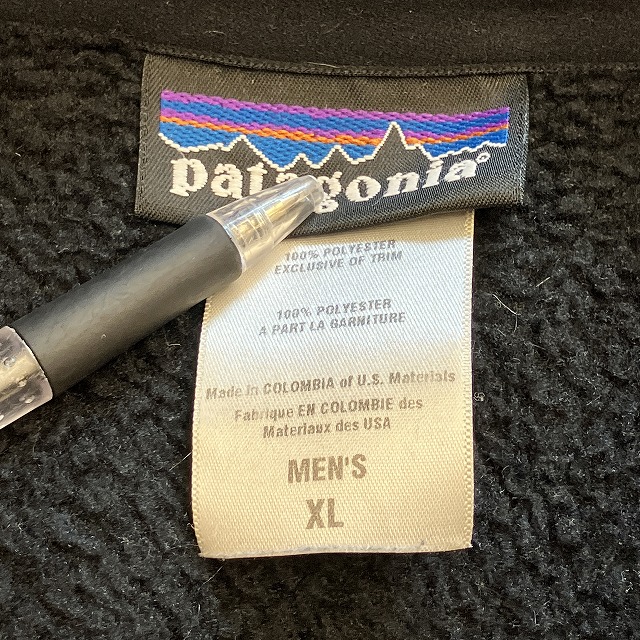 patagonia®
100% POLYESTER
EXCLUSIVE OF TRIM
100% POLYESTER
A PART LA GARNITURE
Made in COLOMBIA of U.S. Materials
Fabrique EN COLOMBIE des
Materiaux des USA
MEN'S
XL